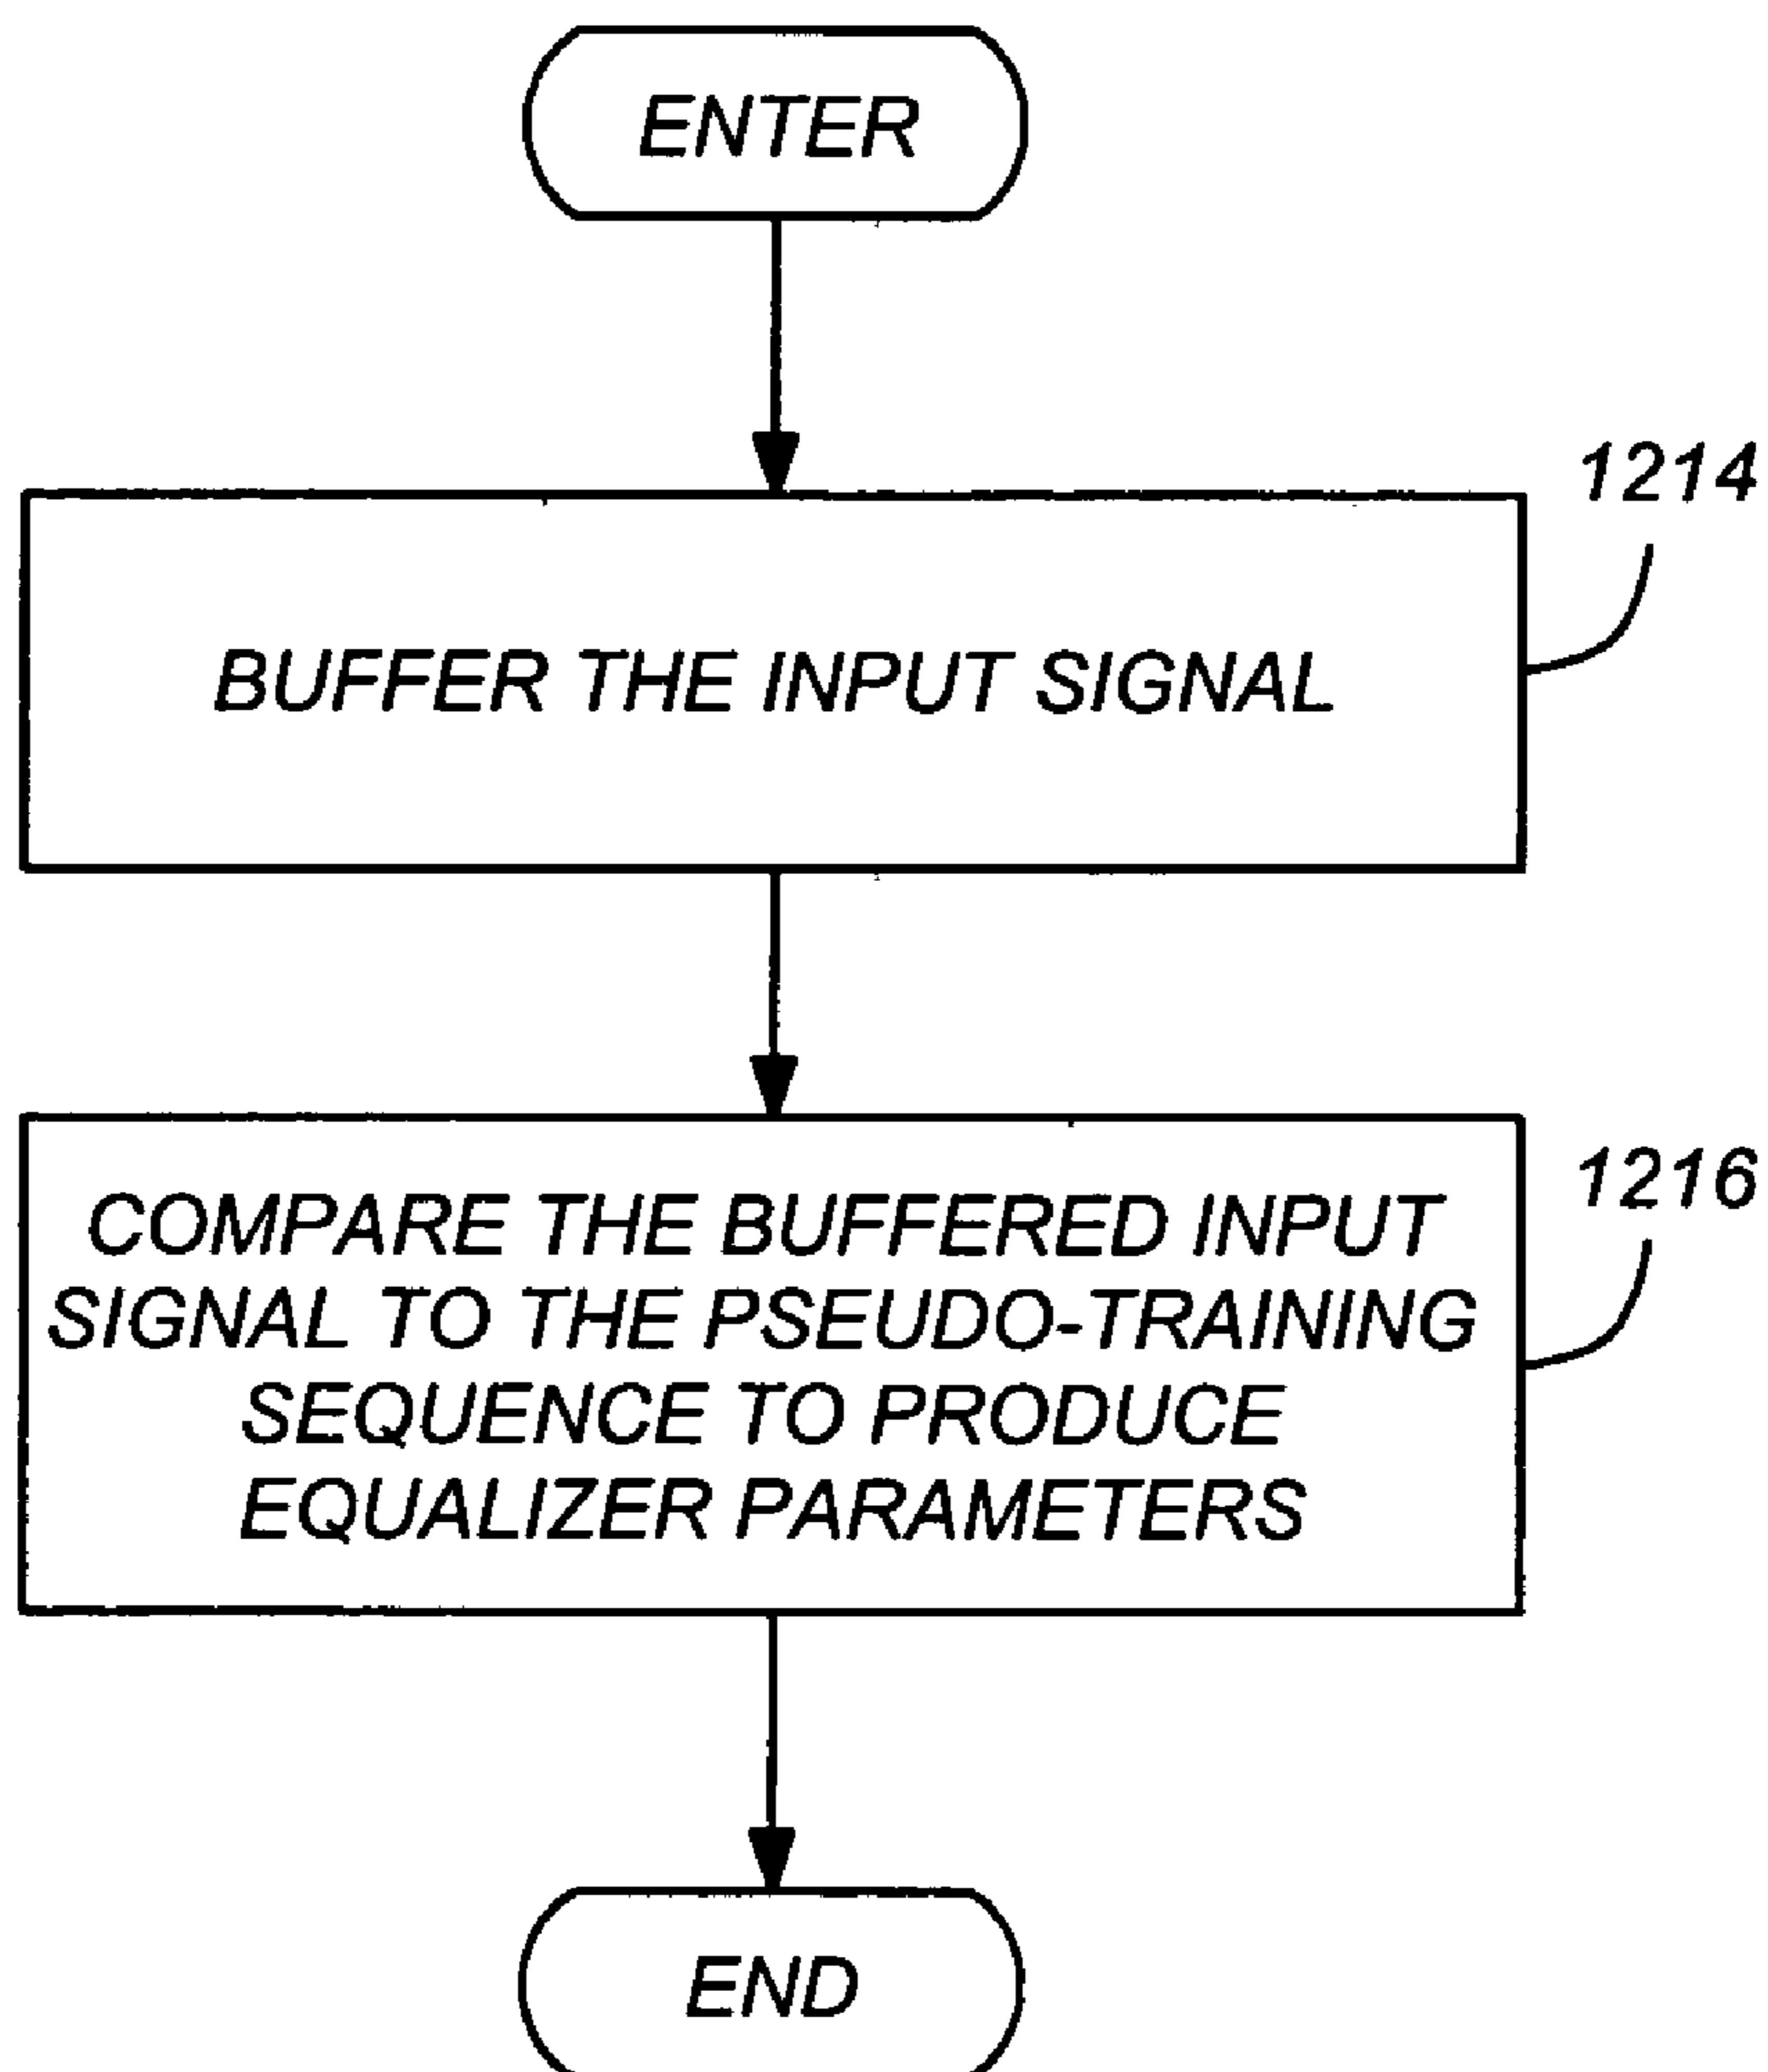 ENTER
1214
BUFFER THE INPUT SIGNAL
1216
COMPARE THE BUFFERED INPUT
SIGNAL TO THE PSEUDO-TRAINING
SEQUENCE TO PRODUCE
EQUALIZER PARAMETERS
END